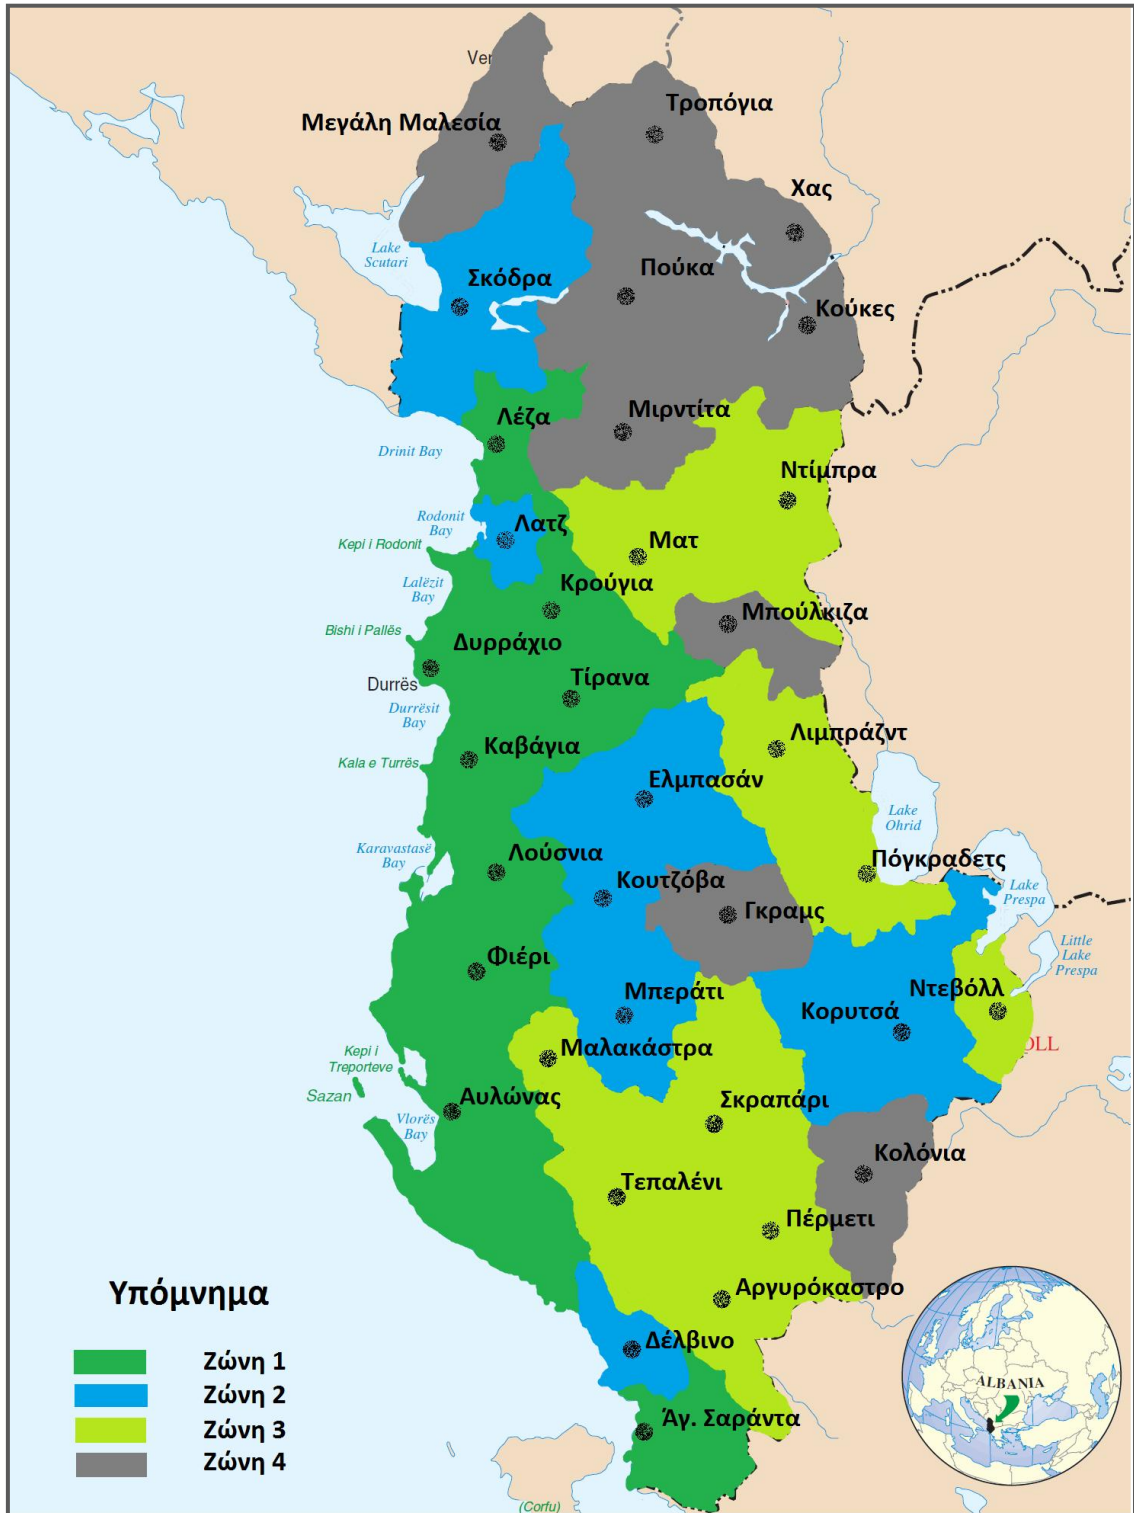 Ver
Μεγάλη Μαλεσία
Τροπόγια
Χας
Lake
Scutari
Σκόδρα
Πούκα
Κούκες
Λέζα
Μιρντίτα
Drinit Bay
Ντίμπρα
Rodonit
Bay
Λατζ
Kepi i Rodonit
Ματ
Lalëzit
Bay
Κρούγια
Μπούλκιζα
Bishi i Pallës
Δυρράχιο
Durrës
Τίρανα
Durrësit
Bay
Καβάγια
Λιμπράζντ
Kala e Turrës
Ελμπασάν
Lake
Ohrid
Karavastasë
Bay
Λούσνια
Πόγκραδετς
Κουτζόβα
Lake
Prespa
Γκραμς
Little
Lake
Prespa
Φιέρι
Μπεράτι
Ντεβόλλ
Κορυτσά
OLL
Μαλακάστρα
Kepi i
Treporteve
Sazan
Αυλώνας
Σκραπάρι
Vlorës
Bay
Κολόνια
Τεπαλένι
Πέρμετι
Αργυρόκαστρο
Δέλβινο
Άγ. Σαράντα
(Corfu)
Υπόμνημα
Ζώνη 1
Ζώνη 2
Ζώνη 3
Ζώνη 4
ALBANIA